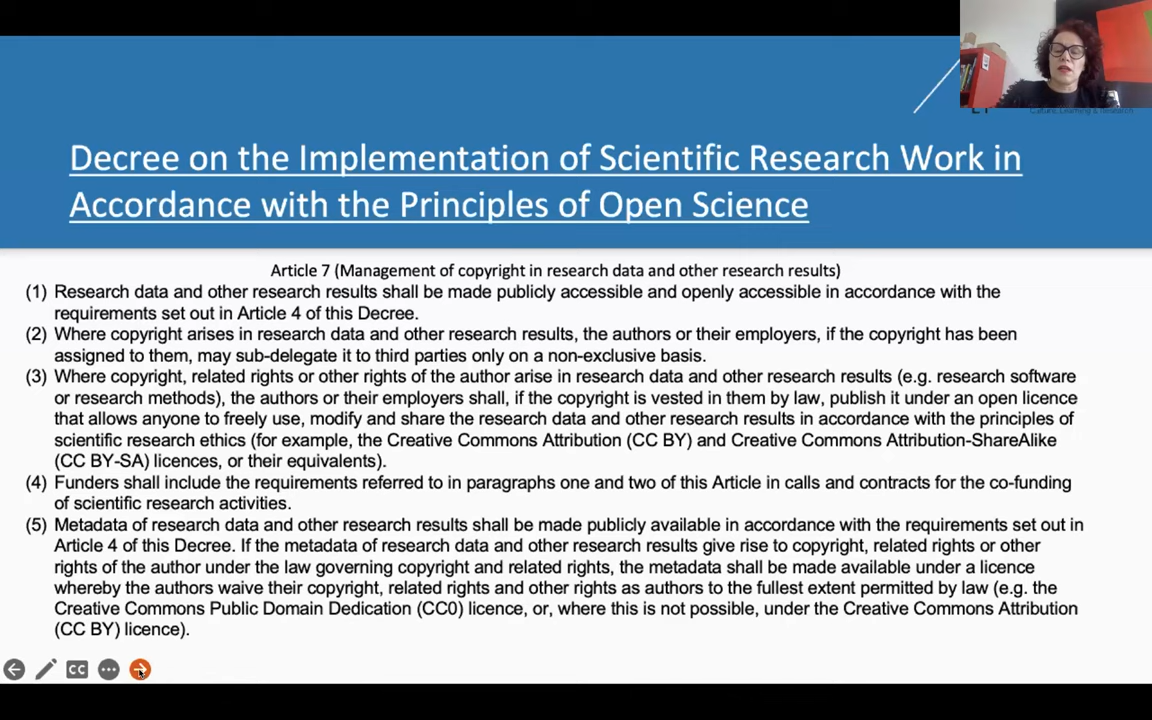 Decree on the Implementation of Scientific Research Work in
Accordance with the Principles of Open Science
Article 7 (Management of copyright in research data and other research results)
(1) Research data and other research results shall be made publicly accessible and openly accessible in accordance with the
requirements set out in Article 4 of this Decree.
(2) Where copyright arises in research data and other research results, the authors or their employers, if the copyright has been
assigned to them, may sub-delegate it to third parties only on a non-exclusive basis.
(3) Where copyright, related rights or other rights of the author arise in research data and other research results (e.g. research software
or research methods), the authors or their employers shall, if the copyright is vested in them by law, publish it under an open licence
that allows anyone to freely use, modify and share the research data and other research results in accordance with the principles of
scientific research ethics (for example, the Creative Commons Attribution (CC BY) and Creative Commons Attribution-ShareAlike
(CC BY-SA) licences, or their equivalents).
(4) Funders shall include the requirements referred to in paragraphs one and two of this Article in calls and contracts for the co-funding
of scientific research activities.
(5) Metadata of research data and other research results shall be made publicly available in accordance with the requirements set out in
Article 4 of this Decree. If the metadata of research data and other research results give rise to copyright, related rights or other
rights of the author under the law governing copyright and related rights, the metadata shall be made available under a licence
whereby the authors waive their copyright, related rights and other rights as authors to the fullest extent permitted by law (e.g. the
Creative Commons Public Domain Dedication (CC0) licence, or, where this is not possible, under the Creative Commons Attribution
(CC BY) licence).
CC